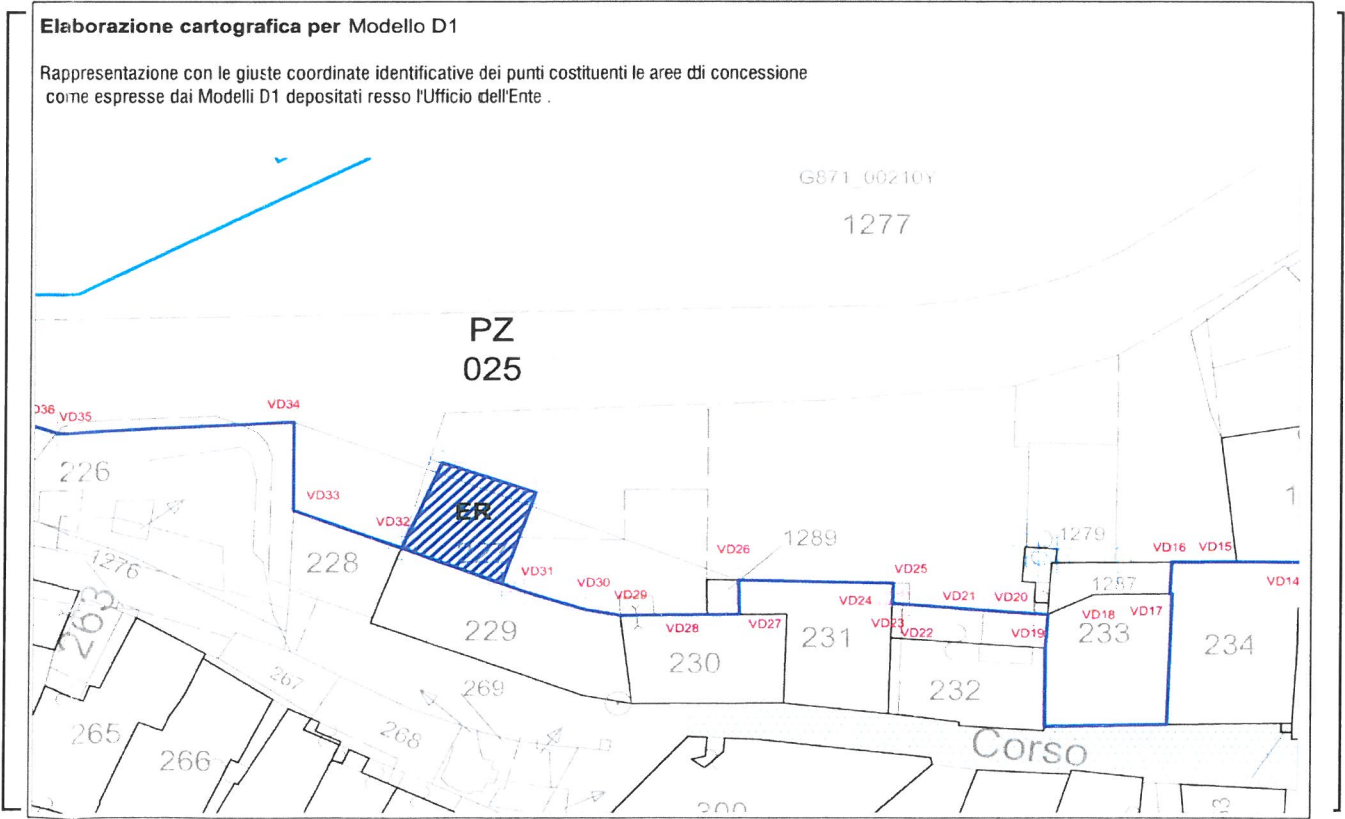 Elaborazione cartografica per Modello D1
Rappresentazione con le giuste coordinate identificative dei punti costituenti le aree dti concessione
come espresse dai Modelli D1 depositati resso l'Ufficio dell'Ente .
G871_00210Y
1277
PZ
025
VD34
VD35
226
VD33
ER
VD32
1289
1279
VD26
VD16
VD15
VD25
VD31
VD14
1276
228
VD30
VD29
1287
VD24
VD21
VD20
VD18
VD17
263
229
VD28
VD27
VD23
VD22
VD19
231
233
234
230
267
269
232
265
268
266
Corso